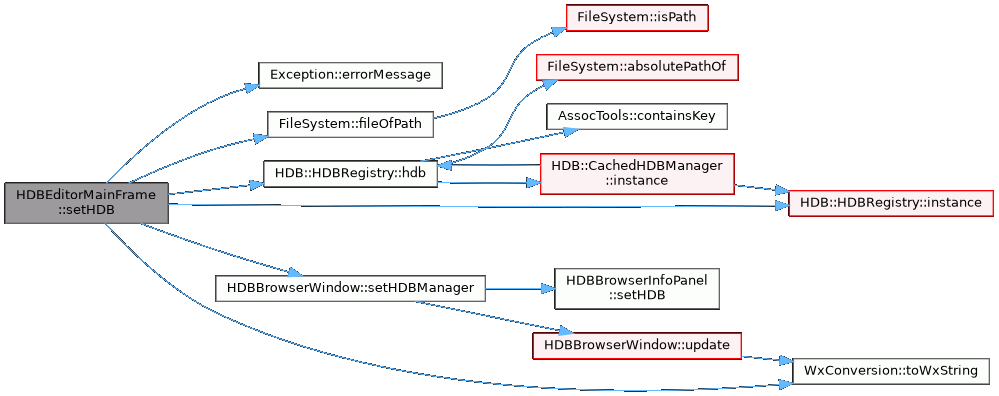 FileSystem::isPath
FileSystem::absolutePathOf
Exception::errorMessage
AssocTools::containsKey
FileSystem::fileOfPath
HDB::HDBRegistry::hdb
HDB::CachedHDBManager
::instance
HDBEditorMainFrame
::setHDB
HDB::HDBRegistry::instance
HDBBrowserWindow::setHDBManager
HDBBrowserInfoPanel
::setHDB
HDBBrowserWindow::update
WxConversion::toWxString